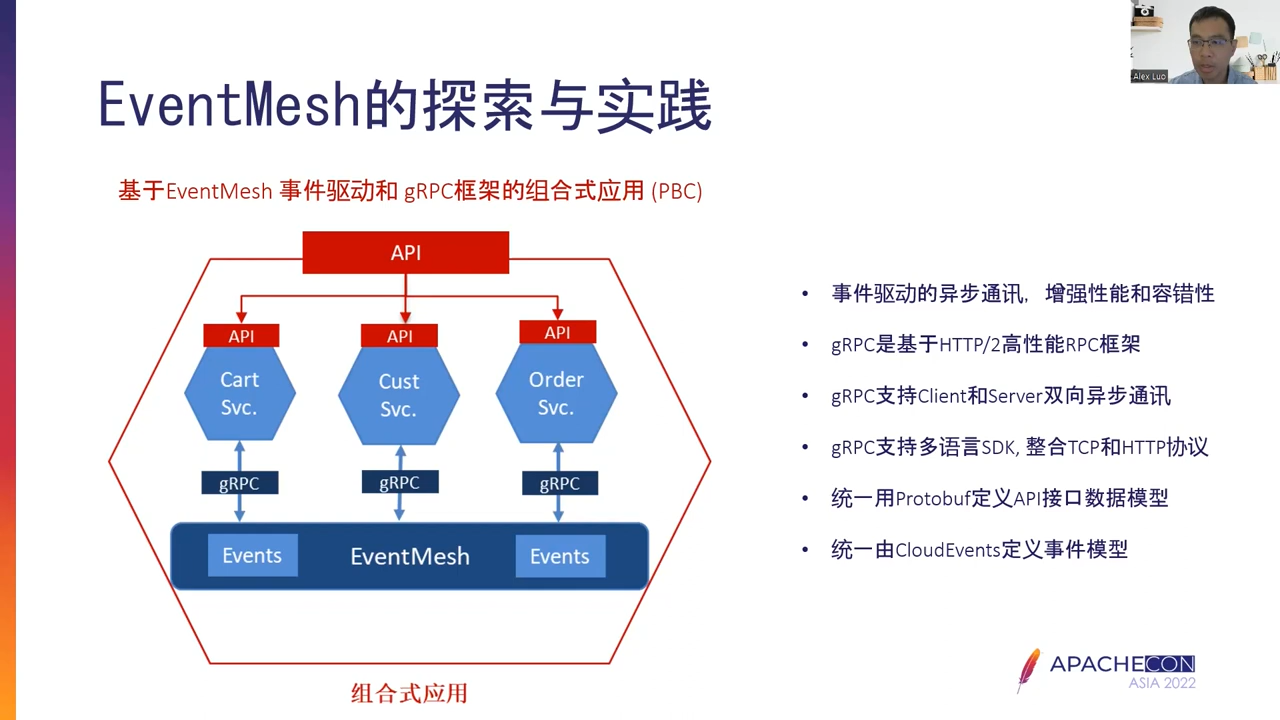 Alex Luo
EventMesh的探索与实践
基于EventMesh 事件驱动和 gRPC框架的组合式应用 (PBC)
API
API
API
API
Cart
Svc.
Cust
Svc.
Order
Svc.
gRPC
gRPC
gRPC
Events
EventMesh
Events
组合式应用
• 事件驱动的异步通讯，增强性能和容错性
• gRPC是基于HTTP/2高性能RPC框架
• gRPC支持Client和Server双向异步通讯
• gRPC支持多语言SDK, 整合TCP和HTTP协议
• 统一用Protobuf定义API接口数据模型
• 统一由CloudEvents定义事件模型
APACHECON
ASIA 2022